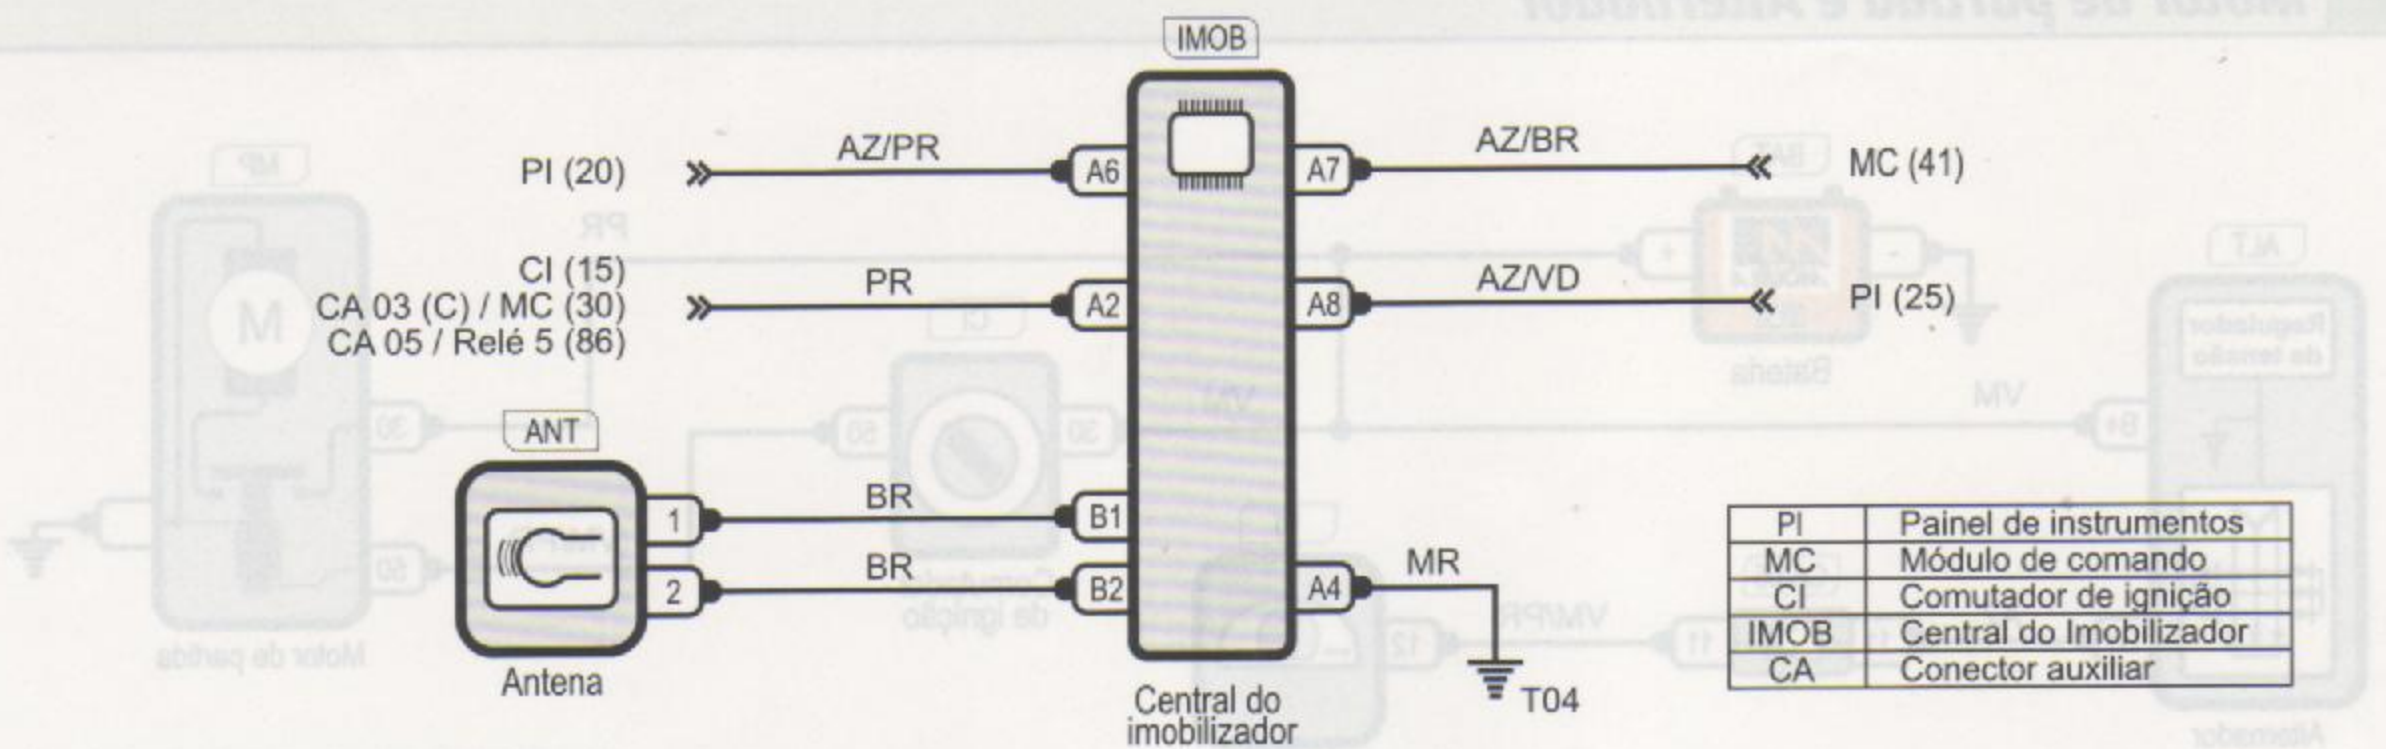 IMOB
PI (20)
AZ/PR
A6
A7
AZ/BR
MC (41)
CI (15)
CA 03 (C) / MC (30)
CA 05 / Relé 5 (86)
PR
A2
A8
AZ/VD
PI (25)
ANT
1
BR
B1
2
BR
B2
A4
MR
T04
Antena
Central do
imobilizador
PI Painel de instrumentos
MC Módulo de comando
CI Comutador de ignição
IMOB Central do Imobilizador
CA Conector auxiliar